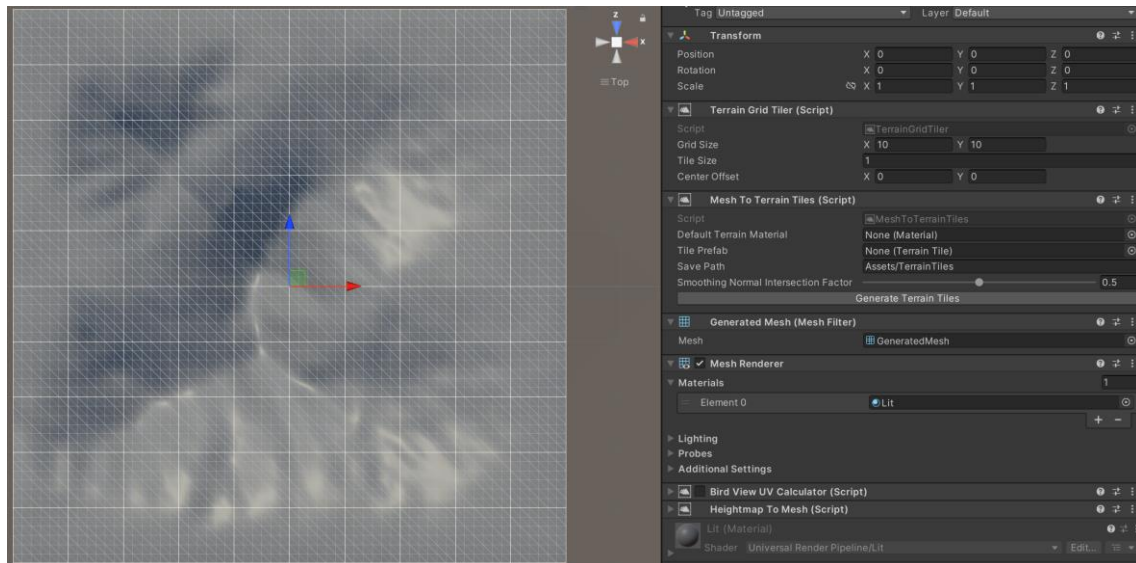 z
x
Top
Tag Untagged Layer Default
Transform
Position X 0 Y 0 Z 0
Rotation X 0 Y 0 Z 0
Scale X 1 Y 1 Z 1
Terrain Grid Tiler (Script)
Script TerrainGridTiler
Grid Size X 10 Y 10
Tile Size 1
Center Offset X 0 Y 0
Mesh To Terrain Tiles (Script)
Script MeshToTerrainTiles
Default Terrain Material None (Material)
Tile Prefab None (Terrain Tile)
Save Path Assets/TerrainTiles
Smoothing Normal Intersection Factor 0.5
Generate Terrain Tiles
Generated Mesh (Mesh Filter)
Mesh GeneratedMesh
Mesh Renderer
Materials 1
Element 0 Lit
Lighting
Probes
Additional Settings
Bird View UV Calculator (Script)
Heightmap To Mesh (Script)
Lit (Material)
Shader Universal Render Pipeline/Lit Edit...